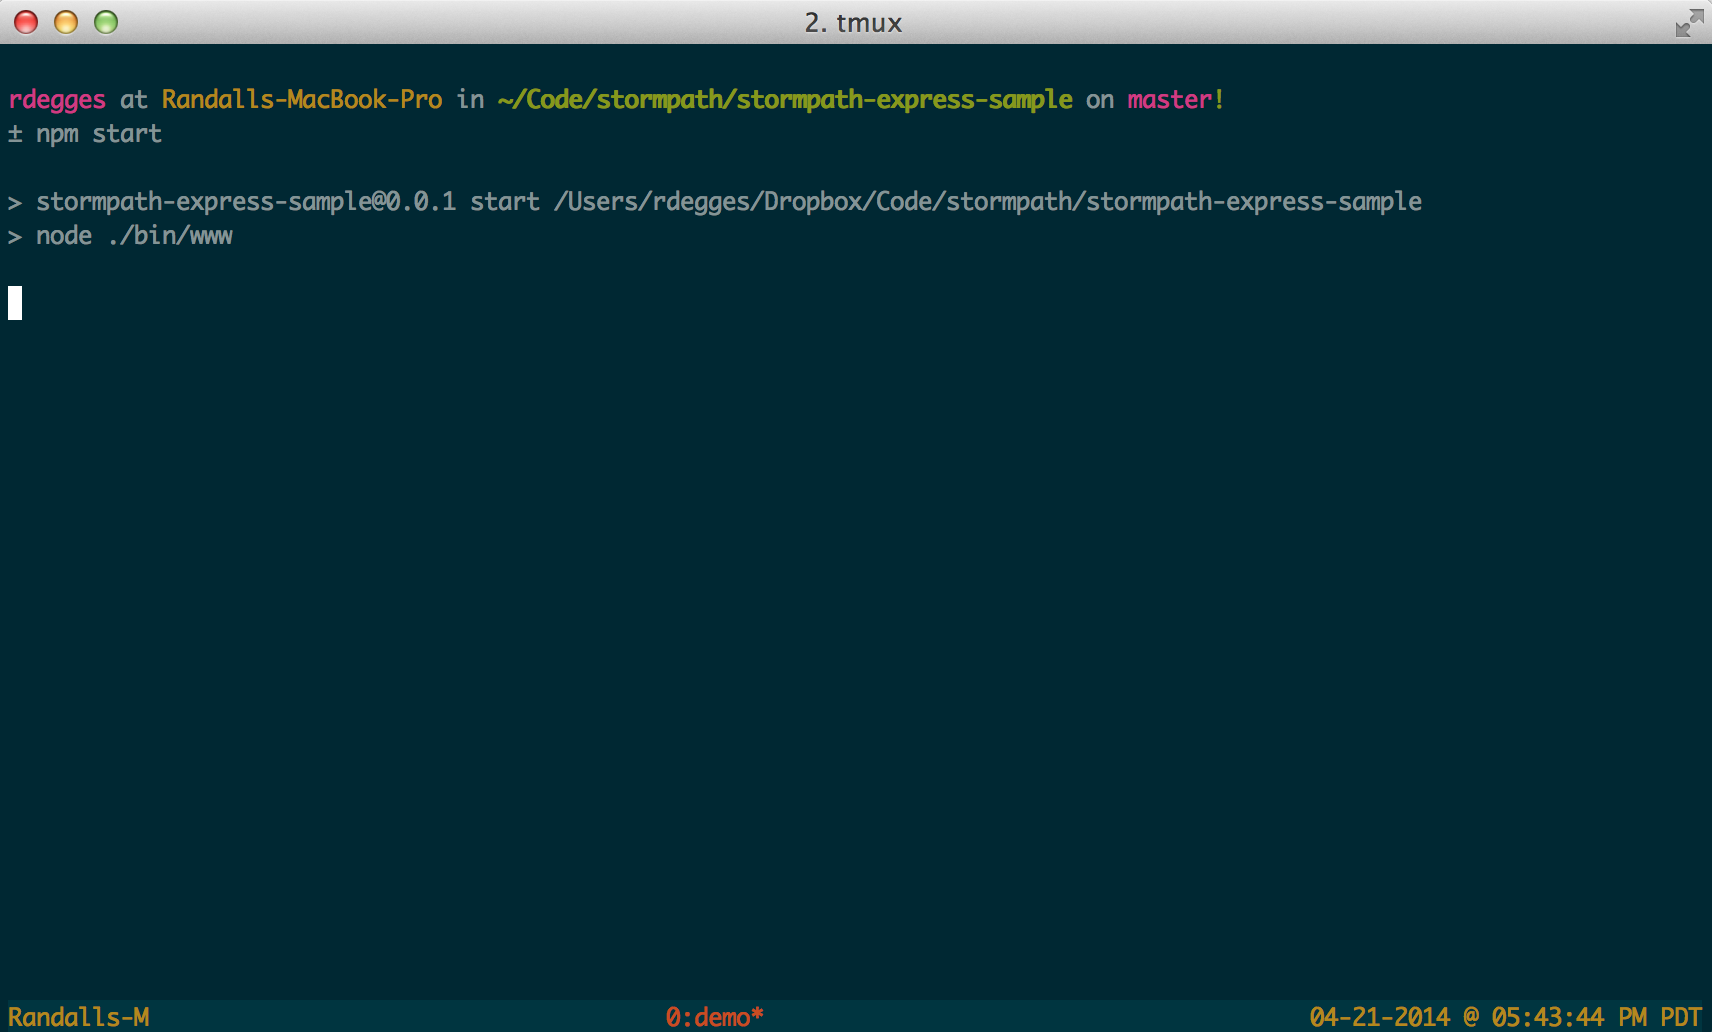 2. tmux
rdegges at Randalls-MacBook-Pro in ~/Code/stormpath/stormpath-express-sample on master!
± npm start
> stormpath-express-sample@0.0.1 start /Users/rdegges/Dropbox/Code/stormpath/stormpath-express-sample
> node ./bin/www
Randalls-M 0:demo* 04-21-2014 @ 05:43:44 PM PDT